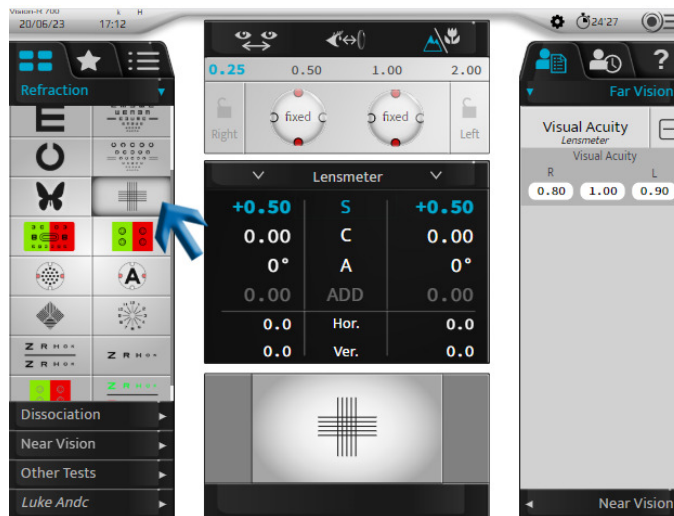 Vision-R 700
20/06/23 17:12
k H
24'27
Refraction
E
A
Z R H O K
Z R H O K
Z R H O K
Dissociation
Near Vision
Other Tests
Luke Andc
0.25 0.50 1.00 2.00
Right fixed fixed Left
Lensmeter
+0.50 S +0.50
0.00 C 0.00
0° A 0°
0.00 ADD 0.00
0.0 Hor. 0.0
0.0 Ver. 0.0
?
Far Vision
Visual Acuity
Lensmeter
Visual Acuity
R L
0.80 1.00 0.90
Near Vision